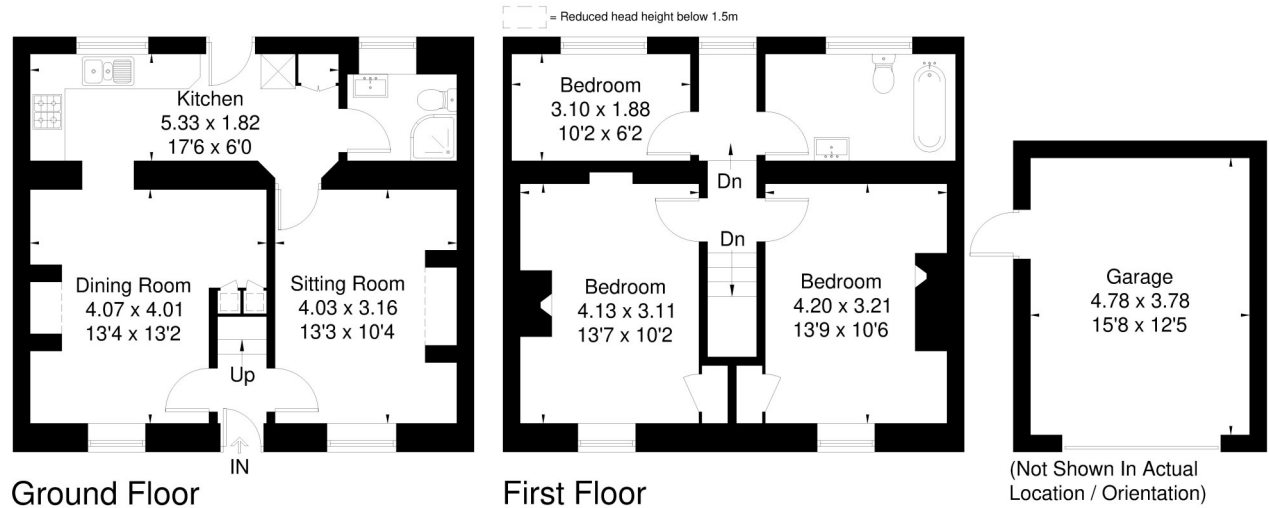 = Reduced head height below 1.5m
Kitchen
5.33 x 1.82
17'6 x 6'0
Dining Room
4.07 x 4.01
13'4 x 13'2
Sitting Room
4.03 x 3.16
13'3 x 10'4
Up
IN
Ground Floor
Bedroom
3.10 x 1.88
10'2 x 6'2
Dn
Dn
Bedroom
4.13 x 3.11
13'7 x 10'2
Bedroom
4.20 x 3.21
13'9 x 10'6
First Floor
Garage
4.78 x 3.78
15'8 x 12'5
(Not Shown In Actual
Location / Orientation)